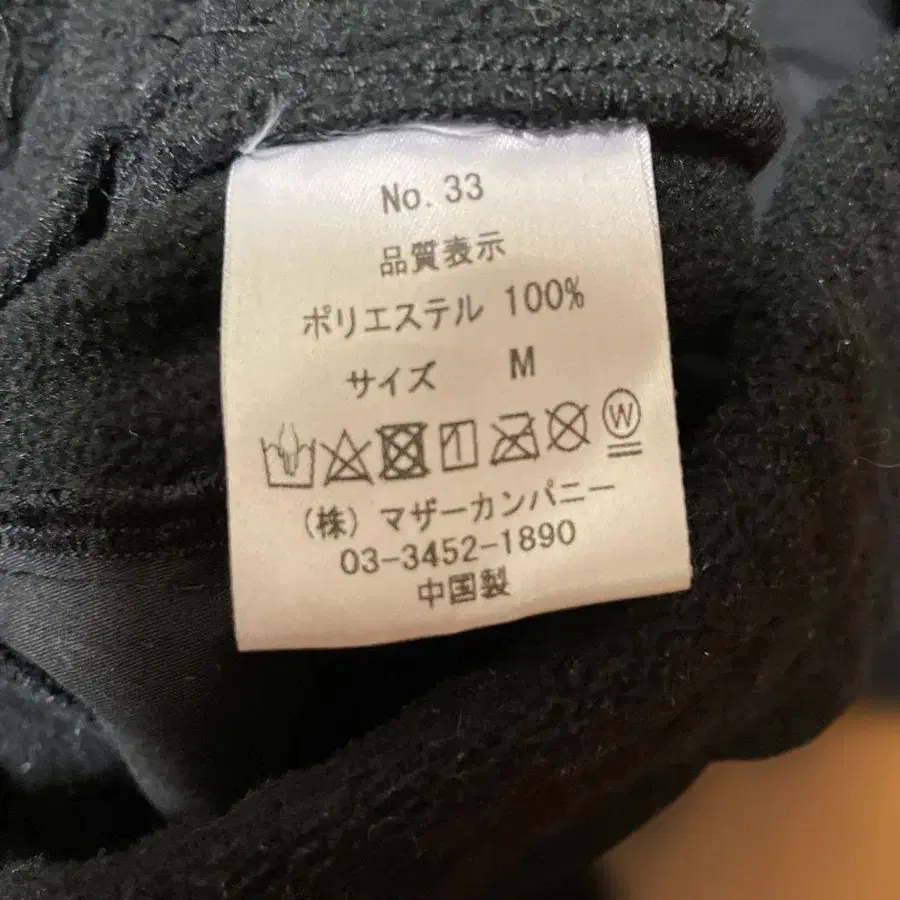 No. 33
品質表示
ポリエステル 100%
サイズ M
W
(株) マザーカンパニー
03-3452-1890
中国製